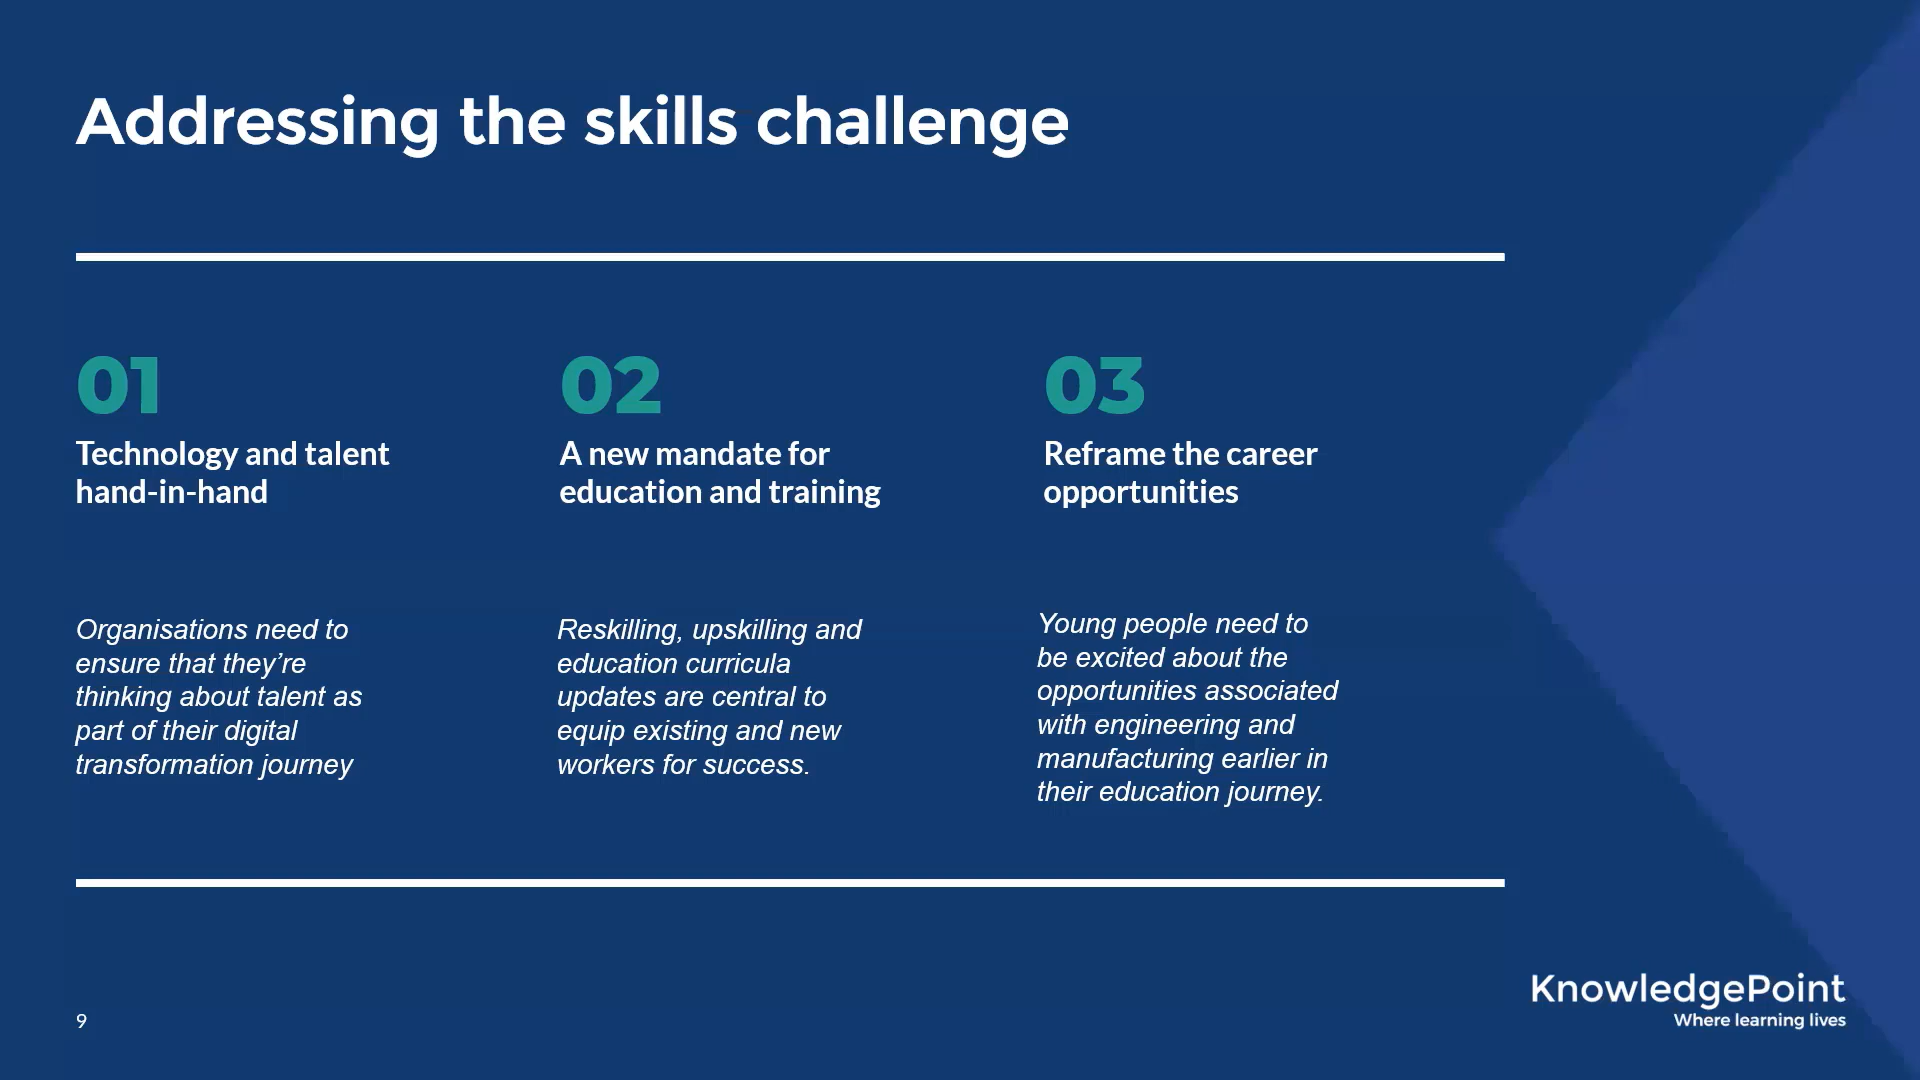 Addressing the skills challenge
01
Technology and talent
hand-in-hand
Organisations need to
ensure that they’re
thinking about talent as
part of their digital
transformation journey
02
A new mandate for
education and training
Reskilling, upskilling and
education curricula
updates are central to
equip existing and new
workers for success.
03
Reframe the career
opportunities
Young people need to
be excited about the
opportunities associated
with engineering and
manufacturing earlier in
their education journey.
9
KnowledgePoint
Where learning lives